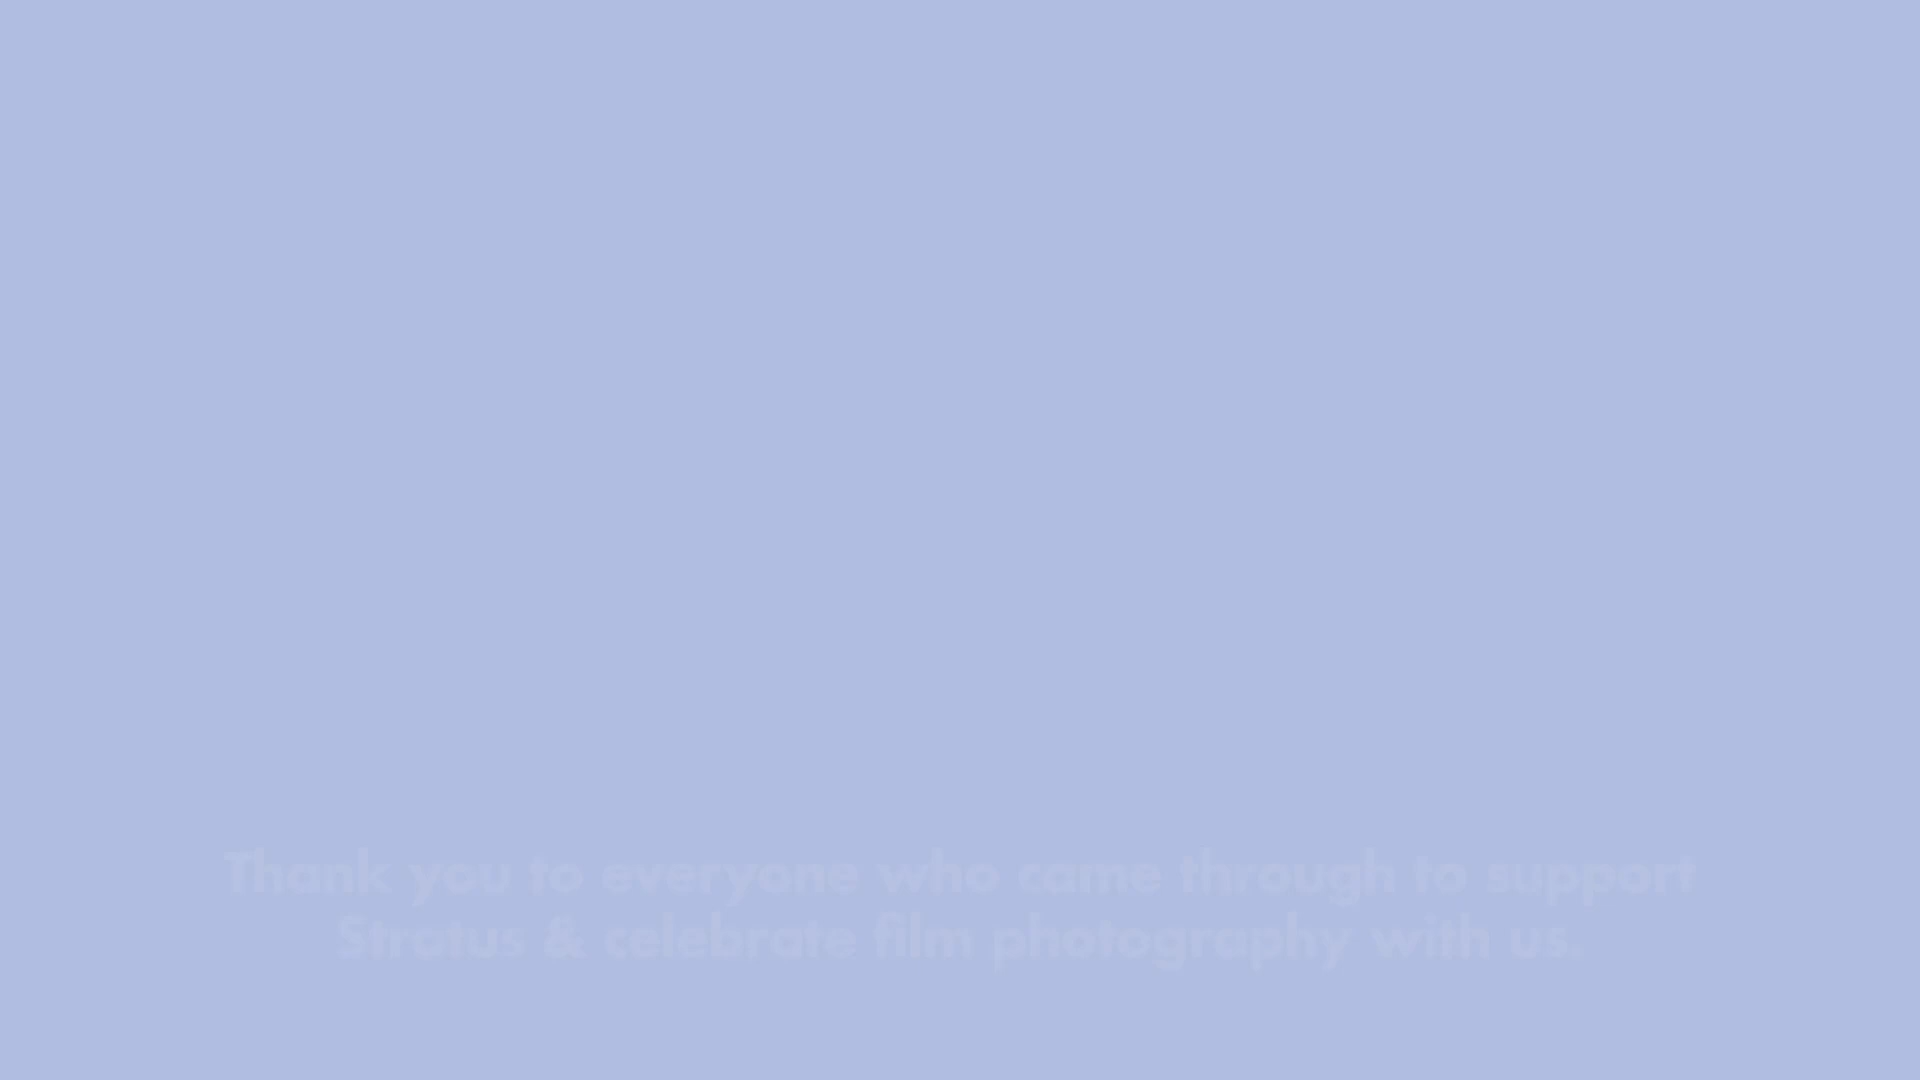 Thank you to everyone who came through to support
Stratus & celebrate film photography with us.